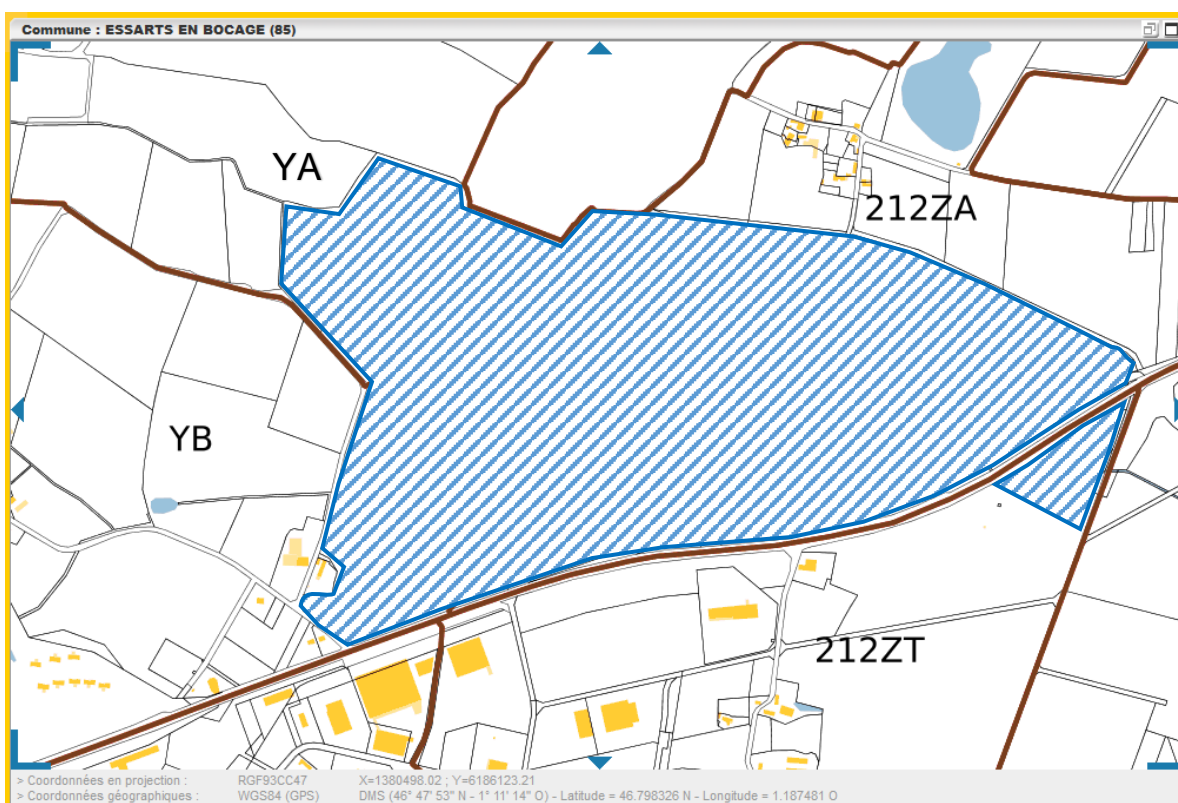 Commune : ESSARTS EN BOCAGE (85)
YA
212ZA
YB
212ZT
> Coordonnées en projection : RGF93CC47 X=1380498.02 ; Y=6186123.21
> Coordonnées géographiques : WGS84 (GPS) DMS (46° 47' 53" N - 1° 11' 14" O) - Latitude = 46.798326 N - Longitude = 1.187481 O